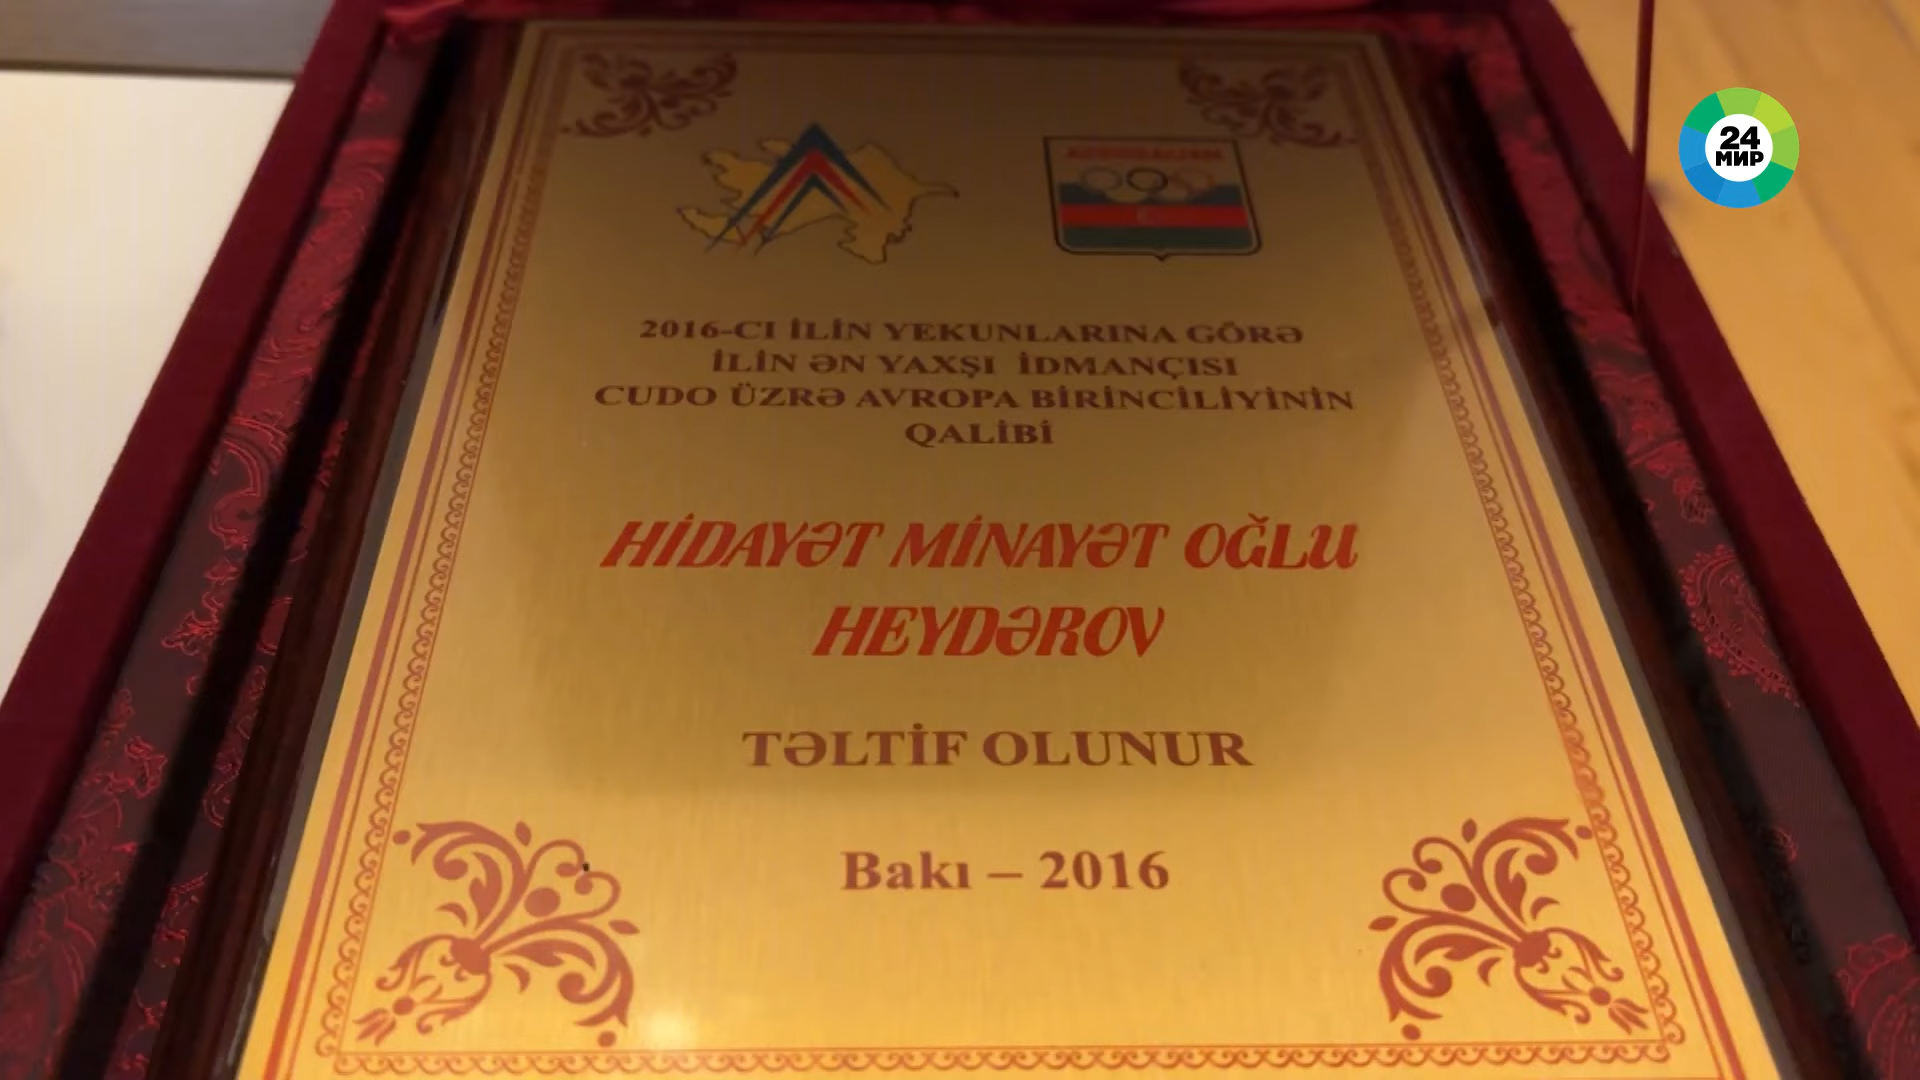 AZERBAIJAN
24
МИР
2016-CI İLİN YEKUNLARINA GÖRƏ
İLİN ƏN YAXŞI İDMANÇISI
CUDO ÜZRƏ AVROPA BİRİNCİLİYİNİN
QALİBİ
HİDAYƏT MİNAYƏT OĞLU
HEYDƏROV
TƏLTİF OLUNUR
Bakı – 2016